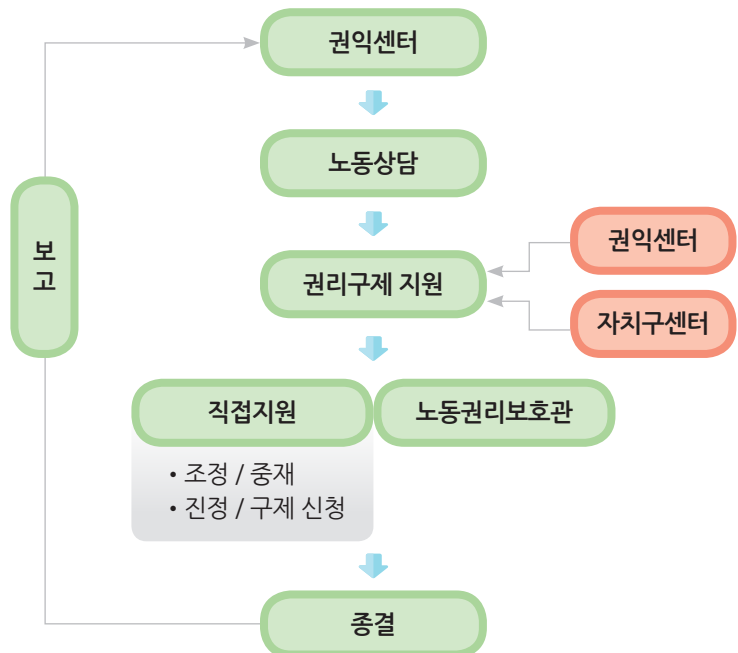 권익센터
노동상담
보
고
권리구제 지원
권익센터
자치구센터
직접지원
노동권리보호관
• 조정 / 중재
• 진정 / 구제 신청
종결